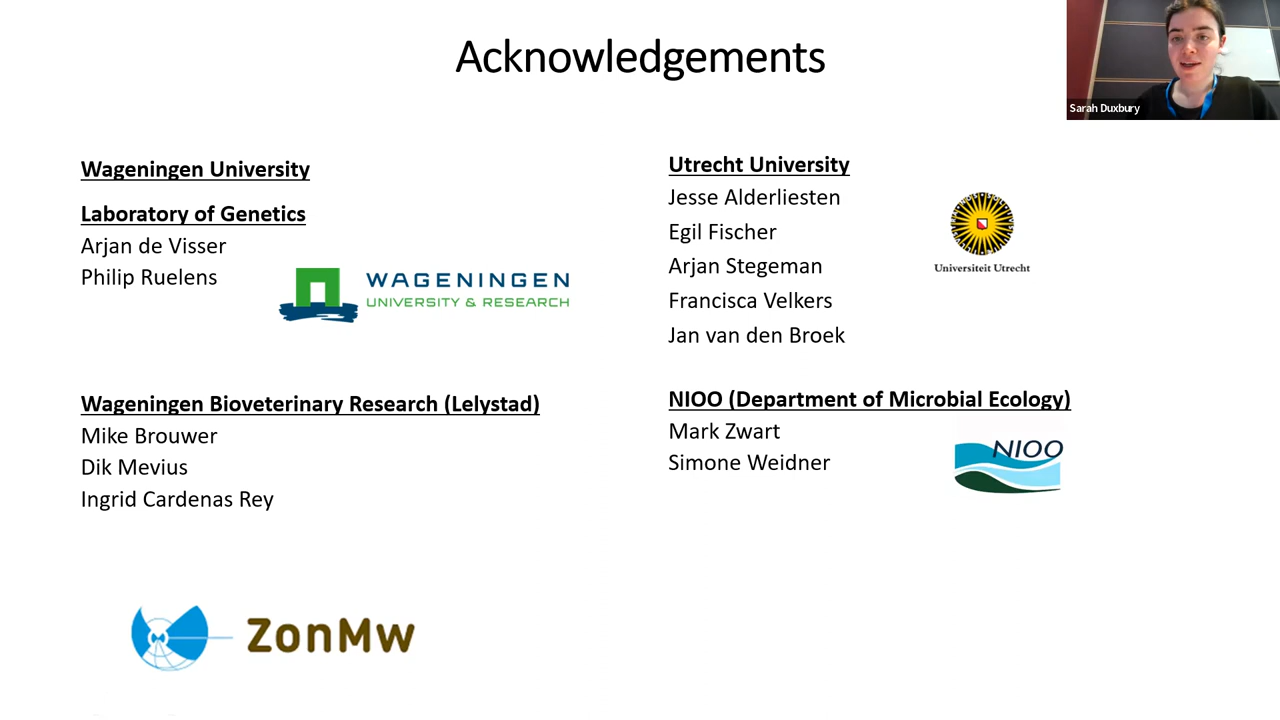 Acknowledgements
Sarah Duxbury
Wageningen University
Laboratory of Genetics
Arjan de Visser
Philip Ruelens
WAGENINGEN
UNIVERSITY & RESEARCH
Wageningen Bioveterinary Research (Lelystad)
Mike Brouwer
Dik Mevius
Ingrid Cardenas Rey
ZonMw
Utrecht University
Jesse Alderliesten
Egil Fischer
Arjan Stegeman
Francisca Velkers
Jan van den Broek
Universiteit Utrecht
NIOO (Department of Microbial Ecology)
Mark Zwart
Simone Weidner
NIOO